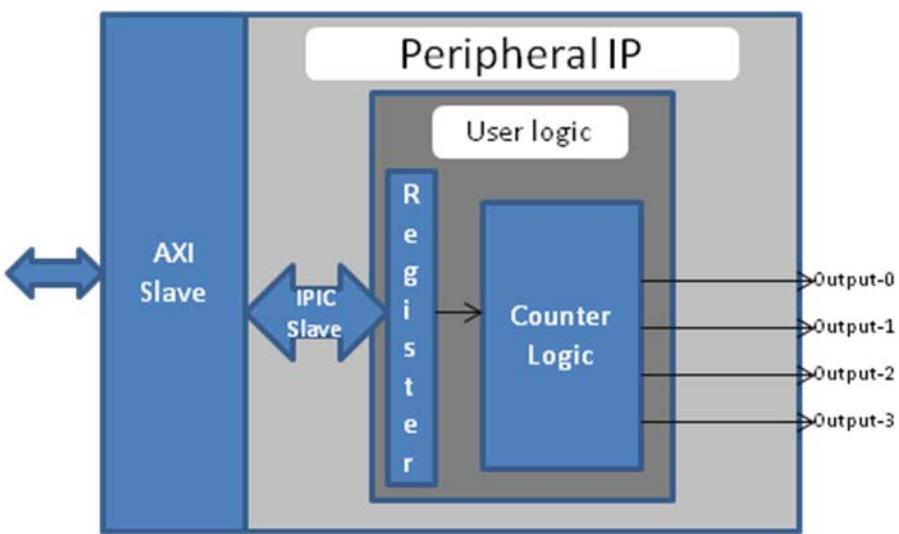 Peripheral IP
User logic
AXI
Slave
IPIC
Slave
Register
Counter
Logic
Output-0
Output-1
Output-2
Output-3